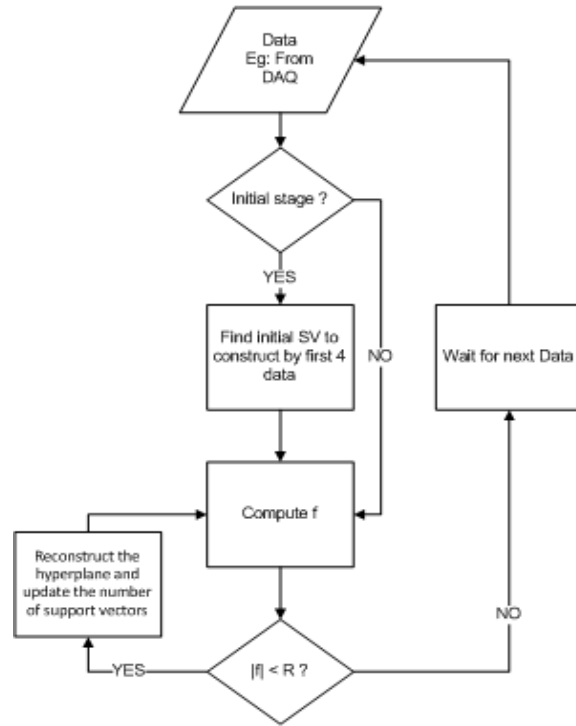 Data
Eg: From
DAQ
Initial stage ?
YES
Find initial SV to
construct by first 4
data
NO
Wait for next Data
Compute f
Reconstruct the
hyperplane and
update the number
of support vectors
NO
|f| < R ?
YES